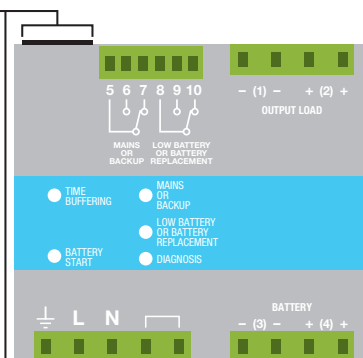 5 6 7 8 9 10
MAINS
OR
BACKUP
LOW BATTERY
OR BATTERY
REPLACEMENT
– (1) –  + (2) +
OUTPUT LOAD
TIME
BUFFERING
MAINS
OR
BACKUP
LOW BATTERY
OR BATTERY
REPLACEMENT
BATTERY
START
DIAGNOSIS
L N
BATTERY
– (3) –  + (4) +